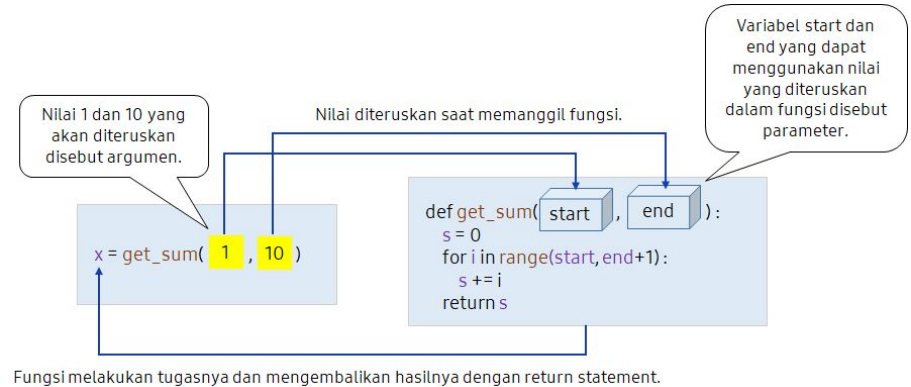 Variabel start dan
end yang dapat
menggunakan nilai
yang diteruskan
dalam fungsi disebut
parameter.
Nilai 1 dan 10 yang
akan diteruskan
disebut argumen.
Nilai diteruskan saat memanggil fungsi.
x = get_sum( 1 , 10 )
def get_sum( start , end ) :
s = 0
for i in range(start, end+1) :
s += i
return s
Fungsi melakukan tugasnya dan mengembalikan hasilnya dengan return statement.